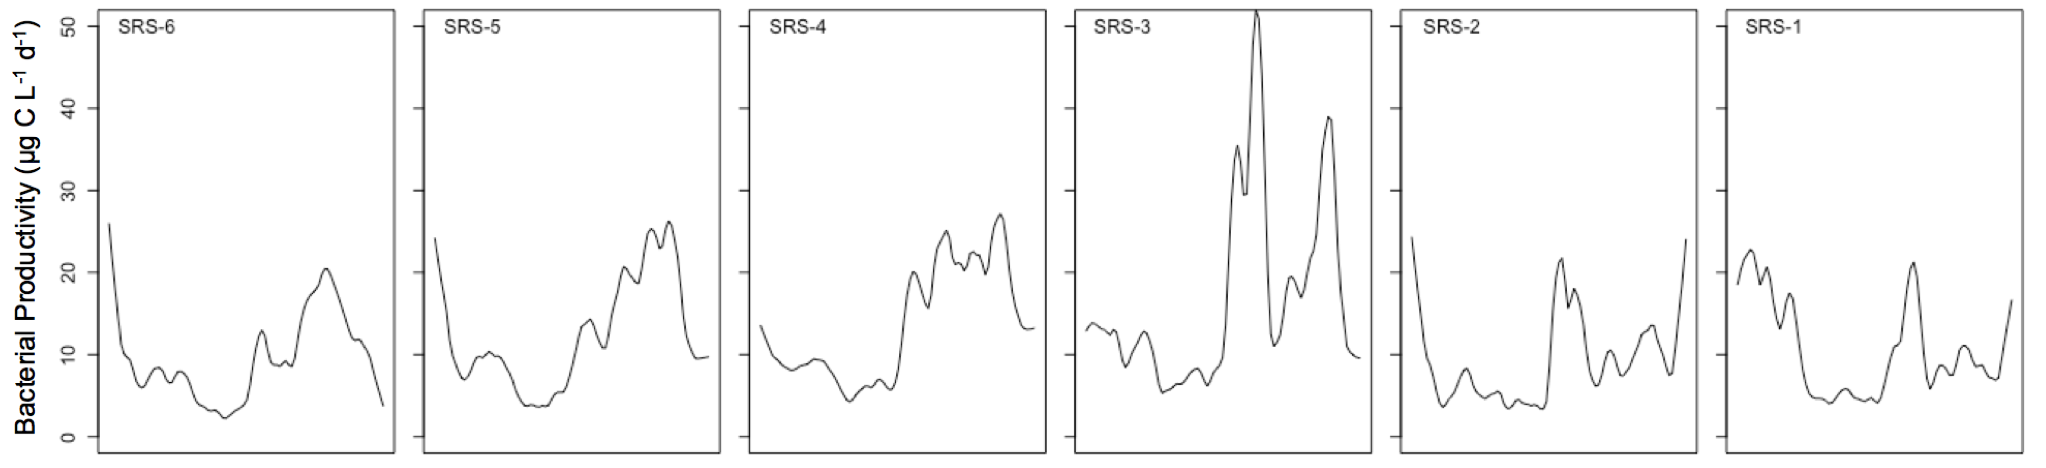 Bacterial Productivity (µg C L⁻¹ d⁻¹)
50
40
30
20
10
0
SRS-6
SRS-5
SRS-4
SRS-3
SRS-2
SRS-1